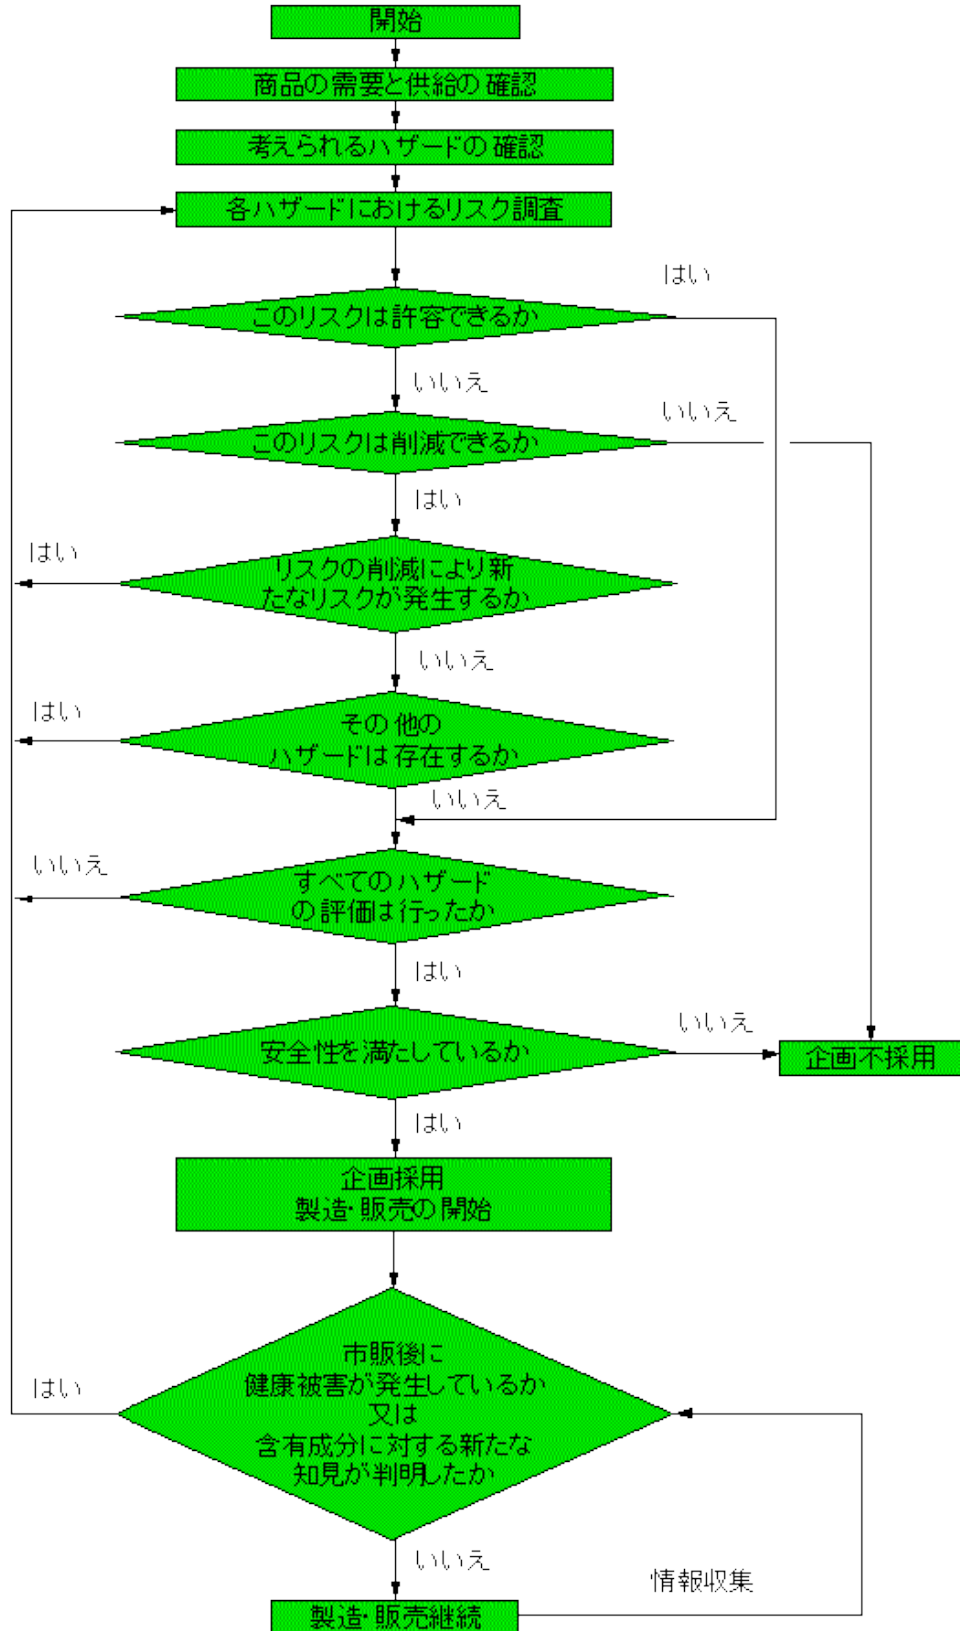 開始
商品の需要と供給の確認
考えられるハザードの確認
各ハザードにおけるリスク調査
はい
このリスクは許容できるか
いいえ
いいえ
このリスクは削減できるか
はい
はい
リスクの削減により新
たなリスクが発生するか
いいえ
はい
その他の
ハザードは存在するか
いいえ
いいえ
すべてのハザード
の評価は行ったか
はい
いいえ
安全性を満たしているか
企画不採用
はい
企画採用
製造・販売の開始
市販後に
健康被害が発生しているか
又は
含有成分に対する新たな
知見が判明したか
はい
いいえ
情報収集
製造・販売継続